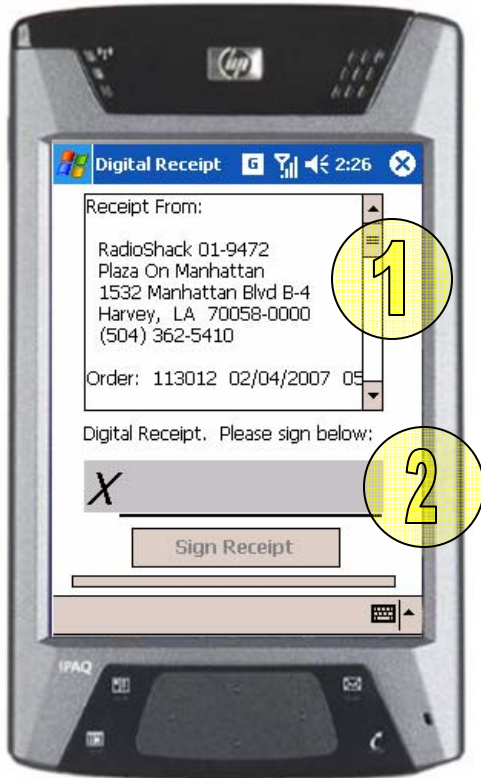 hp
Digital Receipt G 2:26
Receipt From:
RadioShack 01-9472
Plaza On Manhattan
1532 Manhattan Blvd B-4
Harvey, LA 70058-0000
(504) 362-5410
1
Order: 113012 02/04/2007 05
Digital Receipt. Please sign below:
X
2
Sign Receipt
iPAQ